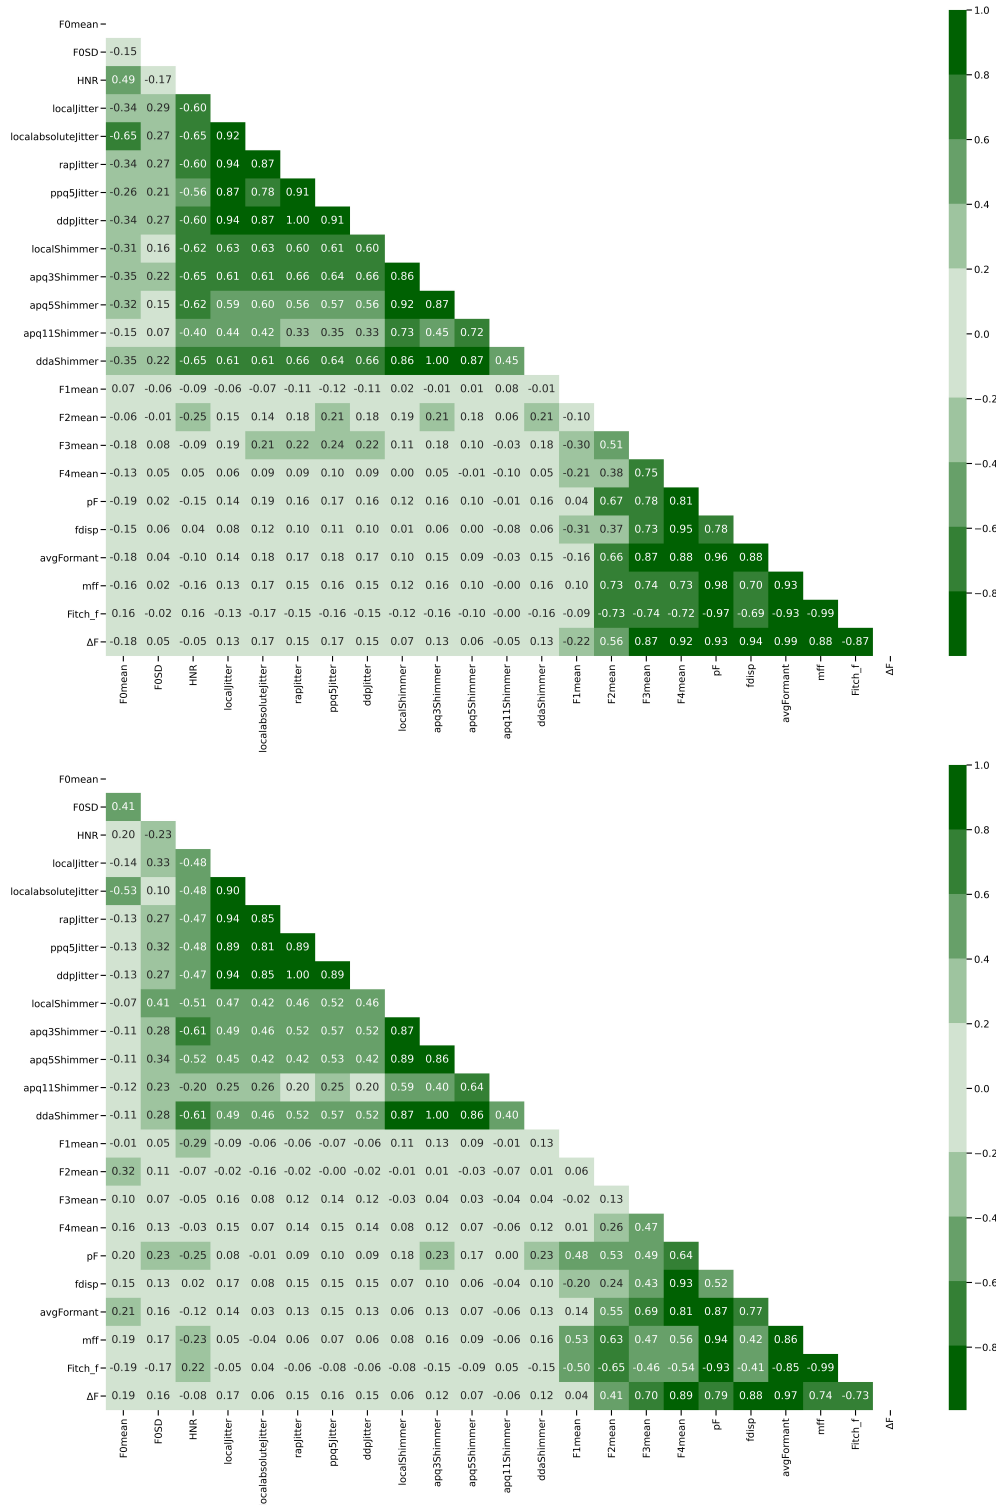 F0mean
F0SD -0.15
HNR 0.49 -0.17
localJitter -0.34 0.29 -0.60
localabsoluteJitter -0.65 0.27 -0.65 0.92
rapJitter -0.34 0.27 -0.60 0.94 0.87
ppq5Jitter -0.26 0.21 -0.56 0.87 0.78 0.91
ddpJitter -0.34 0.27 -0.60 0.94 0.87 1.00 0.91
localShimmer -0.31 0.16 -0.62 0.63 0.63 0.60 0.61 0.60
apq3Shimmer -0.35 0.22 -0.65 0.61 0.61 0.66 0.64 0.66 0.86
apq5Shimmer -0.32 0.15 -0.62 0.59 0.60 0.56 0.57 0.56 0.92 0.87
apq11Shimmer -0.15 0.07 -0.40 0.44 0.42 0.33 0.35 0.33 0.73 0.45 0.72
ddaShimmer -0.35 0.22 -0.65 0.61 0.61 0.66 0.64 0.66 0.86 1.00 0.87 0.45
F1mean 0.07 -0.06 -0.09 -0.06 -0.07 -0.11 -0.12 -0.11 0.02 -0.01 0.01 0.08 -0.01
F2mean -0.06 -0.01 -0.25 0.15 0.14 0.18 0.21 0.18 0.19 0.21 0.18 0.06 0.21 -0.10
F3mean -0.18 0.08 -0.09 0.19 0.21 0.22 0.24 0.22 0.11 0.18 0.10 -0.03 0.18 -0.30 0.51
F4mean -0.13 0.05 0.05 0.06 0.09 0.09 0.10 0.09 0.00 0.05 -0.01 -0.10 0.05 -0.21 0.38 0.75
pF -0.19 0.02 -0.15 0.14 0.19 0.16 0.17 0.16 0.12 0.16 0.10 -0.01 0.16 0.04 0.67 0.78 0.81
fdisp -0.15 0.06 0.04 0.08 0.12 0.10 0.11 0.10 0.01 0.06 0.00 -0.08 0.06 -0.31 0.37 0.73 0.95 0.78
avgFormant -0.18 0.04 -0.10 0.14 0.18 0.17 0.18 0.17 0.10 0.15 0.09 -0.03 0.15 -0.16 0.66 0.87 0.88 0.96 0.88
mff -0.16 0.02 -0.16 0.13 0.17 0.15 0.16 0.15 0.12 0.16 0.10 -0.00 0.16 0.10 0.73 0.74 0.73 0.98 0.70 0.93
Fitch_f 0.16 -0.02 0.16 -0.13 -0.17 -0.15 -0.16 -0.15 -0.12 -0.16 -0.10 -0.00 -0.16 -0.09 -0.73 -0.74 -0.72 -0.97 -0.69 -0.93 -0.99
ΔF -0.18 0.05 -0.05 0.13 0.17 0.15 0.17 0.15 0.07 0.13 0.06 -0.05 0.13 -0.22 0.56 0.87 0.92 0.93 0.94 0.99 0.88 -0.87
F0mean F0SD HNR localJitter localabsoluteJitter rapJitter ppq5Jitter ddpJitter localShimmer apq3Shimmer apq5Shimmer apq11Shimmer ddaShimmer F1mean F2mean F3mean F4mean pF fdisp avgFormant mff Fitch_f ΔF
1.0
0.8
0.6
0.4
0.2
0.0
−0.2
−0.4
−0.6
−0.8
F0mean
F0SD 0.41
HNR 0.20 -0.23
localJitter -0.14 0.33 -0.48
localabsoluteJitter -0.53 0.10 -0.48 0.90
rapJitter -0.13 0.27 -0.47 0.94 0.85
ppq5Jitter -0.13 0.32 -0.48 0.89 0.81 0.89
ddpJitter -0.13 0.27 -0.47 0.94 0.85 1.00 0.89
localShimmer -0.07 0.41 -0.51 0.47 0.42 0.46 0.52 0.46
apq3Shimmer -0.11 0.28 -0.61 0.49 0.46 0.52 0.57 0.52 0.87
apq5Shimmer -0.11 0.34 -0.52 0.45 0.42 0.42 0.53 0.42 0.89 0.86
apq11Shimmer -0.12 0.23 -0.20 0.25 0.26 0.20 0.25 0.20 0.59 0.40 0.64
ddaShimmer -0.11 0.28 -0.61 0.49 0.46 0.52 0.57 0.52 0.87 1.00 0.86 0.40
F1mean -0.01 0.05 -0.29 -0.09 -0.06 -0.06 -0.07 -0.06 0.11 0.13 0.09 -0.01 0.13
F2mean 0.32 0.11 -0.07 -0.02 -0.16 -0.02 -0.00 -0.02 -0.01 0.01 -0.03 -0.07 0.01 0.06
F3mean 0.10 0.07 -0.05 0.16 0.08 0.12 0.14 0.12 -0.03 0.04 0.03 -0.04 0.04 -0.02 0.13
F4mean 0.16 0.13 -0.03 0.15 0.07 0.14 0.15 0.14 0.08 0.12 0.07 -0.06 0.12 0.01 0.26 0.47
pF 0.20 0.23 -0.25 0.08 -0.01 0.09 0.10 0.09 0.18 0.23 0.17 0.00 0.23 0.48 0.53 0.49 0.64
fdisp 0.15 0.13 0.02 0.17 0.08 0.15 0.15 0.15 0.07 0.10 0.06 -0.04 0.10 -0.20 0.24 0.43 0.93 0.52
avgFormant 0.21 0.16 -0.12 0.14 0.03 0.13 0.15 0.13 0.06 0.13 0.07 -0.06 0.13 0.14 0.55 0.69 0.81 0.87 0.77
mff 0.19 0.17 -0.23 0.05 -0.04 0.06 0.07 0.06 0.08 0.16 0.09 -0.06 0.16 0.53 0.63 0.47 0.56 0.94 0.42 0.86
Fitch_f -0.19 -0.17 0.22 -0.05 0.04 -0.06 -0.08 -0.06 -0.08 -0.15 -0.09 0.05 -0.15 -0.50 -0.65 -0.46 -0.54 -0.93 -0.41 -0.85 -0.99
ΔF 0.19 0.16 -0.08 0.17 0.06 0.15 0.16 0.15 0.06 0.12 0.07 -0.06 0.12 0.04 0.41 0.70 0.89 0.79 0.88 0.97 0.74 -0.73
F0mean F0SD HNR localJitter ocalabsoluteJitter rapJitter ppq5Jitter ddpJitter localShimmer apq3Shimmer apq5Shimmer apq11Shimmer ddaShimmer F1mean F2mean F3mean F4mean pF fdisp avgFormant mff Fitch_f ΔF
1.0
0.8
0.6
0.4
0.2
0.0
−0.2
−0.4
−0.6
−0.8